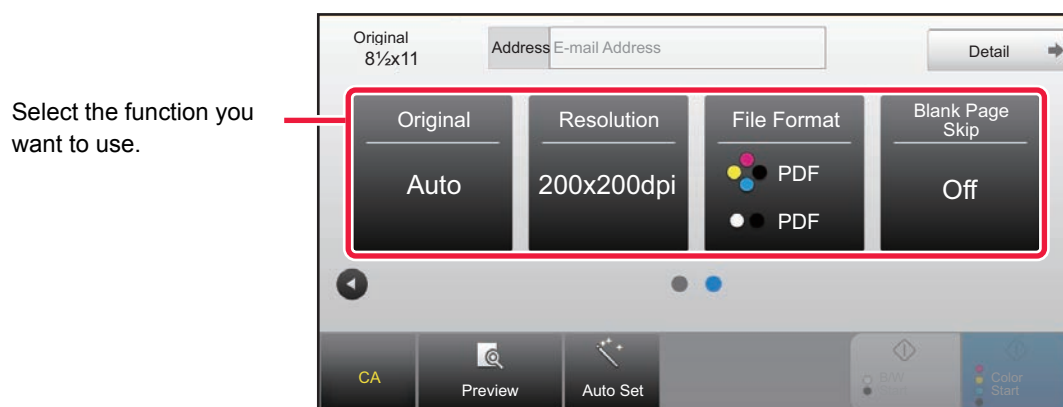 Original
8½x11
Address E-mail Address
Detail
Select the function you
want to use.
Original
Auto
Resolution
200x200dpi
File Format
PDF
PDF
Blank Page
Skip
Off
CA
Preview
Auto Set
B/W
Start
Color
Start